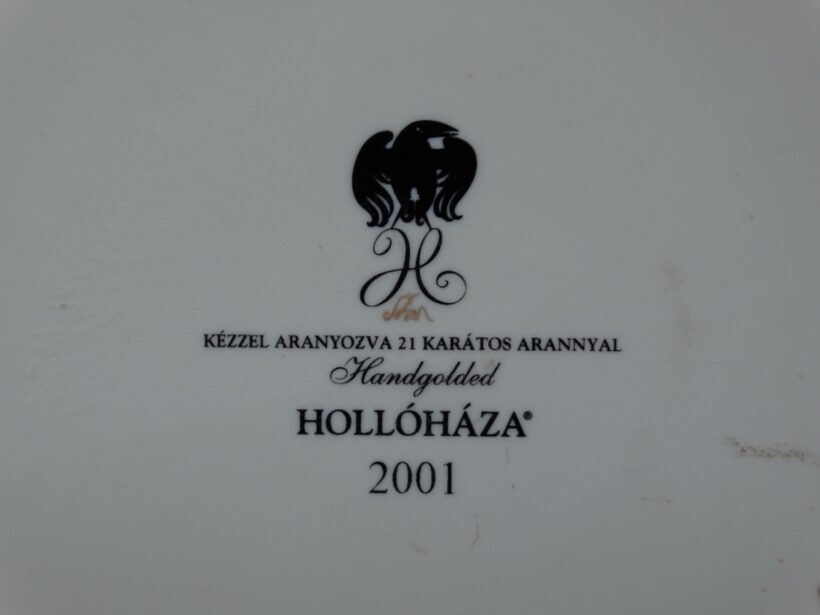 H
KÉZZEL ARANYOZVA 21 KARÁTOS ARANNYAL
Handgolded
HOLLÓHÁZA®
2001